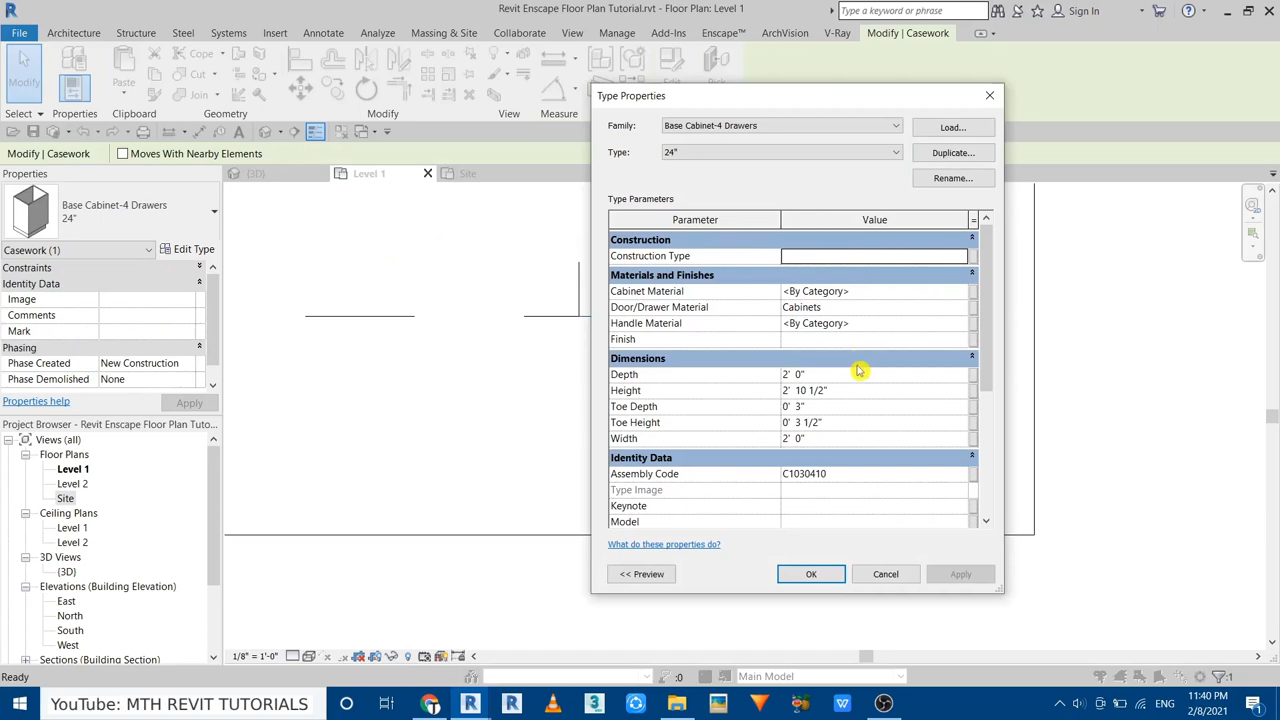 Revit Enscape Floor Plan Tutorial.rvt - Floor Plan: Level 1
Type a keyword or phrase
Sign In
File Architecture Structure Steel Systems Insert Annotate Analyze Massing & Site Collaborate View Manage Add-Ins Enscape™ ArchVision V-Ray Modify | Casework
Modify
Paste
Cope
Cut
Join
Select
Properties
Clipboard
Geometry
Modify
View
Measure
Modify | Casework
Moves With Nearby Elements
Properties
Base Cabinet-4 Drawers
24"
Casework (1)
Edit Type
Constraints
Identity Data
Image
Comments
Mark
Phasing
Phase Created New Construction
Phase Demolished None
Properties help
Apply
Project Browser - Revit Enscape Floor Plan Tuto...
Views (all)
Floor Plans
Level 1
Level 2
Site
Ceiling Plans
Level 1
Level 2
3D Views
{3D}
Elevations (Building Elevation)
East
North
South
West
Sections (Building Section)
{3D}
Level 1
Site
Type Properties
Family:
Base Cabinet-4 Drawers
Load...
Type:
24"
Duplicate...
Rename...
Type Parameters
Parameter Value =
Construction
Construction Type
Materials and Finishes
Cabinet Material <By Category>
Door/Drawer Material Cabinets
Handle Material <By Category>
Finish
Dimensions
Depth 2' 0"
Height 2' 10 1/2"
Toe Depth 0' 3"
Toe Height 0' 3 1/2"
Width 2' 0"
Identity Data
Assembly Code C1030410
Type Image
Keynote
Model
What do these properties do?
<< Preview
OK
Cancel
Apply
1/8" = 1'-0"
Ready
:0
Main Model
:1
YouTube: MTH REVIT TUTORIALS
ENG
11:40 PM
2/8/2021